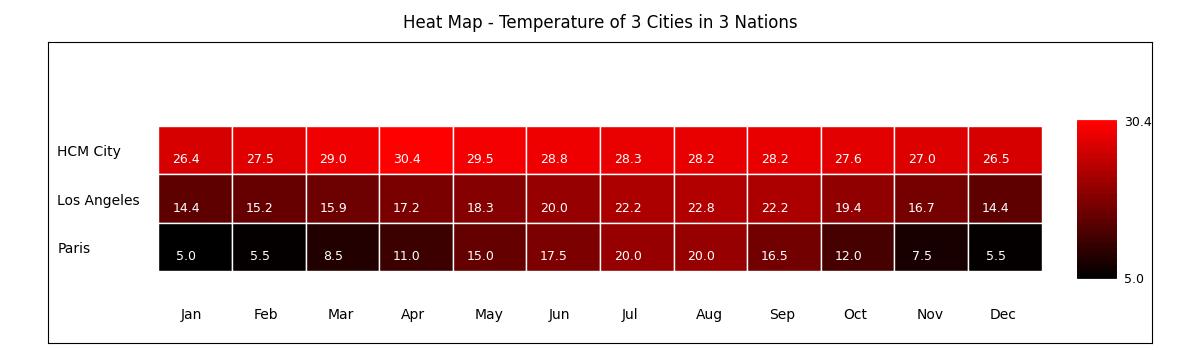 Heat Map - Temperature of 3 Cities in 3 Nations
30.4
HCM City 26.4 27.5 29.0 30.4 29.5 28.8 28.3 28.2 28.2 27.6 27.0 26.5
Los Angeles 14.4 15.2 15.9 17.2 18.3 20.0 22.2 22.8 22.2 19.4 16.7 14.4
Paris 5.0 5.5 8.5 11.0 15.0 17.5 20.0 20.0 16.5 12.0 7.5 5.5
5.0
Jan Feb Mar Apr May Jun Jul Aug Sep Oct Nov Dec